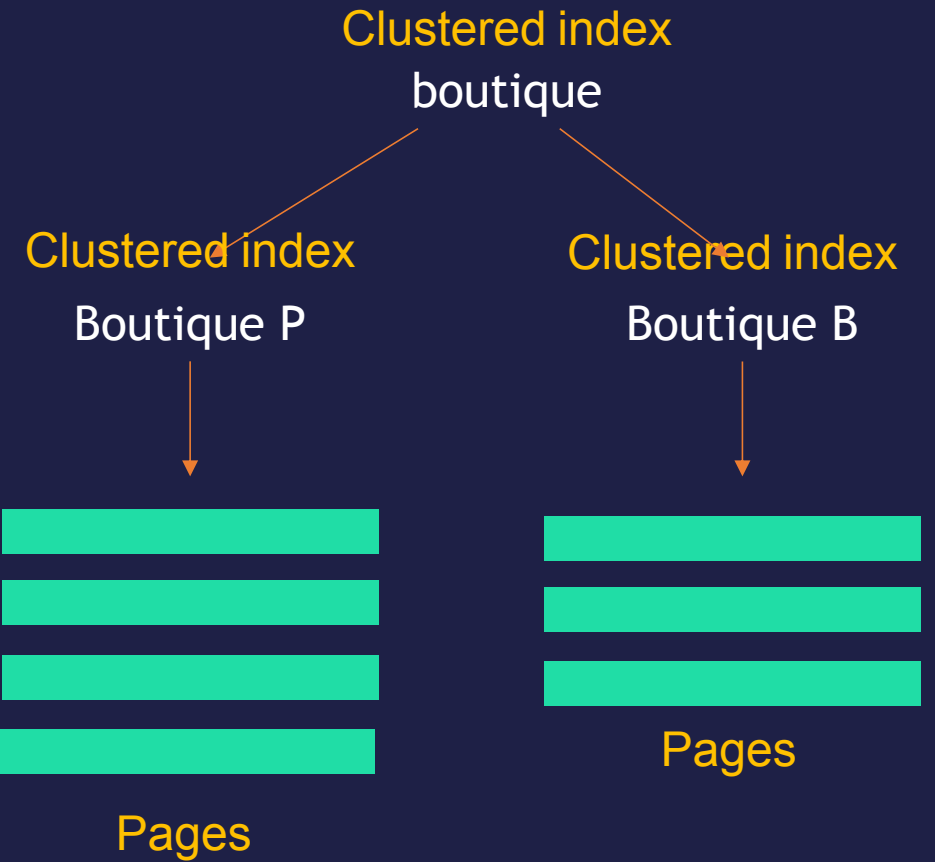 Clustered index
boutique
Clustered index
Boutique P
Clustered index
Boutique B
Pages
Pages